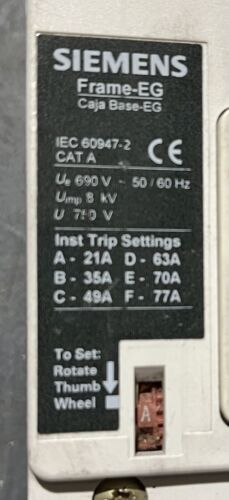 SIEMENS
Frame-EG
Caja Base-EG
IEC 60947-2
CAT A
CE
Ue 690 V ~ 50 / 60 Hz
Uimp 8 kV
U 750 V
Inst Trip Settings
A - 21A D - 63A
B - 35A E - 70A
C - 49A F - 77A
To Set:
Rotate
Thumb
Wheel
A